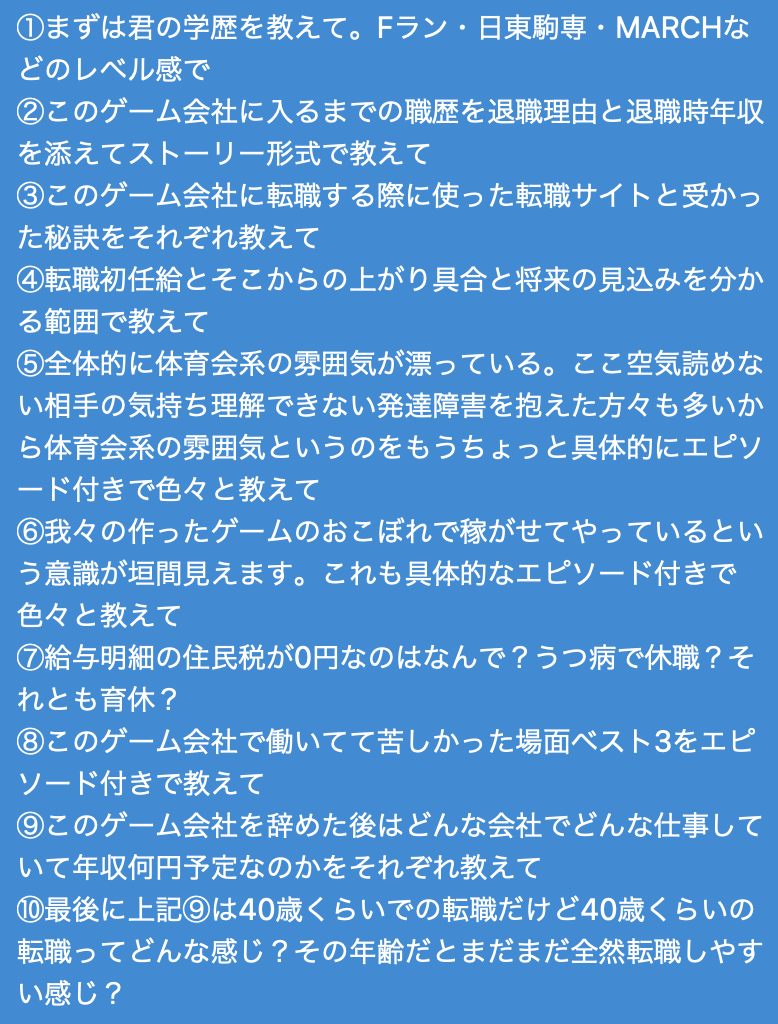 ①まずは君の学歴を教えて。Fラン・日東駒専・MARCHな
どのレベル感で
②このゲーム会社に入るまでの職歴を退職理由と退職時年収
を添えてストーリー形式で教えて
③このゲーム会社に転職する際に使った転職サイトと受かっ
た秘訣をそれぞれ教えて
④転職初任給とそこからの上がり具合と将来の見込みを分か
る範囲で教えて
⑤全体的に体育会系の雰囲気が漂っている。ここ空気読めな
い相手の気持ち理解できない発達障害を抱えた方々も多いか
ら体育会系の雰囲気というのをもうちょっと具体的にエピソ
ード付きで色々と教えて
⑥我々の作ったゲームのおこぼれで稼がせてやっているとい
う意識が垣間見えます。これも具体的なエピソード付きで
色々と教えて
⑦給与明細の住民税が0円なのはなんで？うつ病で休職？そ
れとも育休？
⑧このゲーム会社で働いてて苦しかった場面ベスト3をエピ
ソード付きで教えて
⑨このゲーム会社を辞めた後はどんな会社でどんな仕事して
いて年収何円予定なのかをそれぞれ教えて
⑩最後に上記⑨は40歳くらいでの転職だけど40歳くらいの
転職ってどんな感じ？その年齢だとまだまだ全然転職しやす
い感じ？